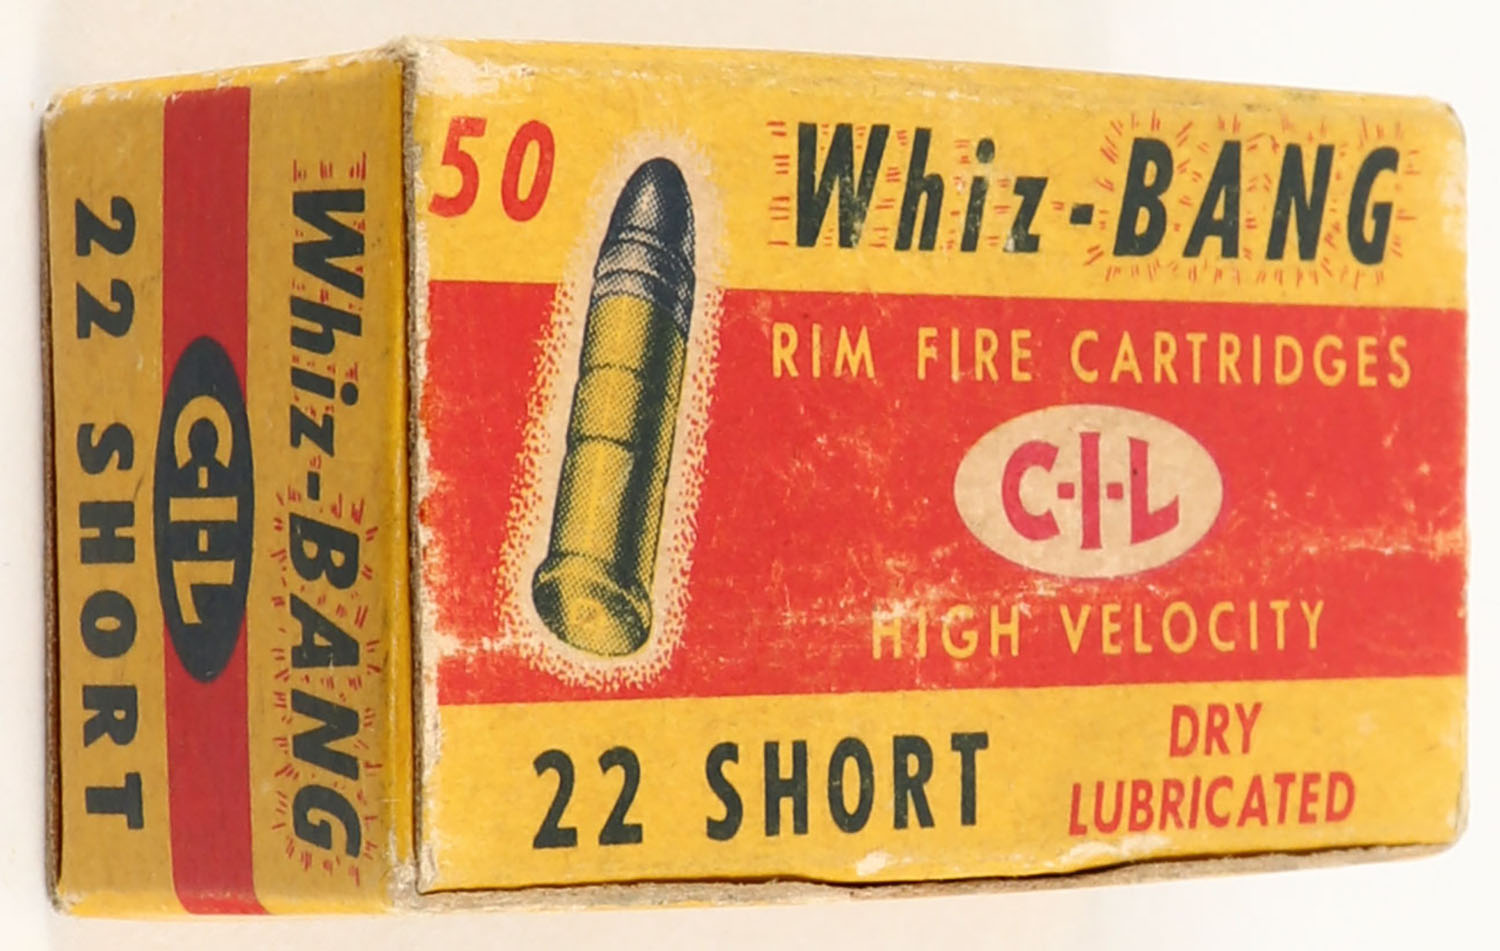 50
Whiz-BANG
RIM FIRE CARTRIDGES
C-I-L
HIGH VELOCITY
22 SHORT
DRY
LUBRICATED
Whiz-BANG
C-I-L
22 SHORT